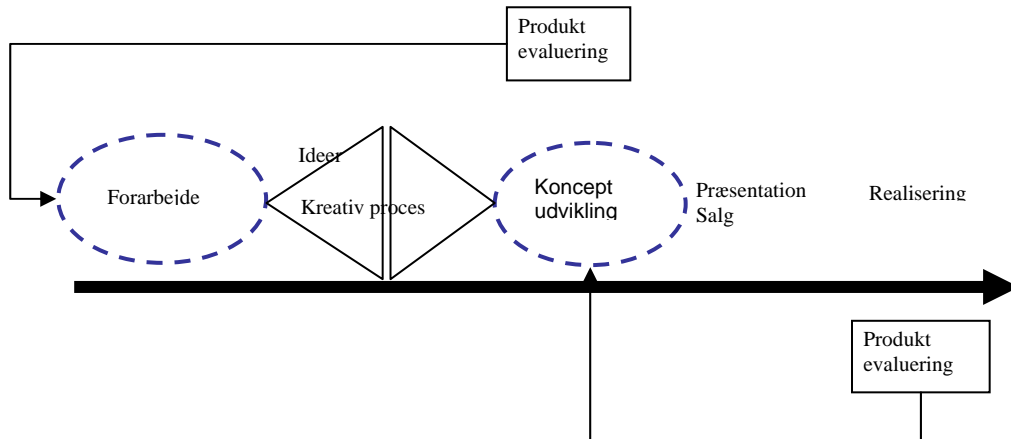 Produkt
evaluering
Ideer
Forarbejde
Kreativ proces
Koncept
udvikling
Præsentation
Salg
Realisering
Produkt
evaluering